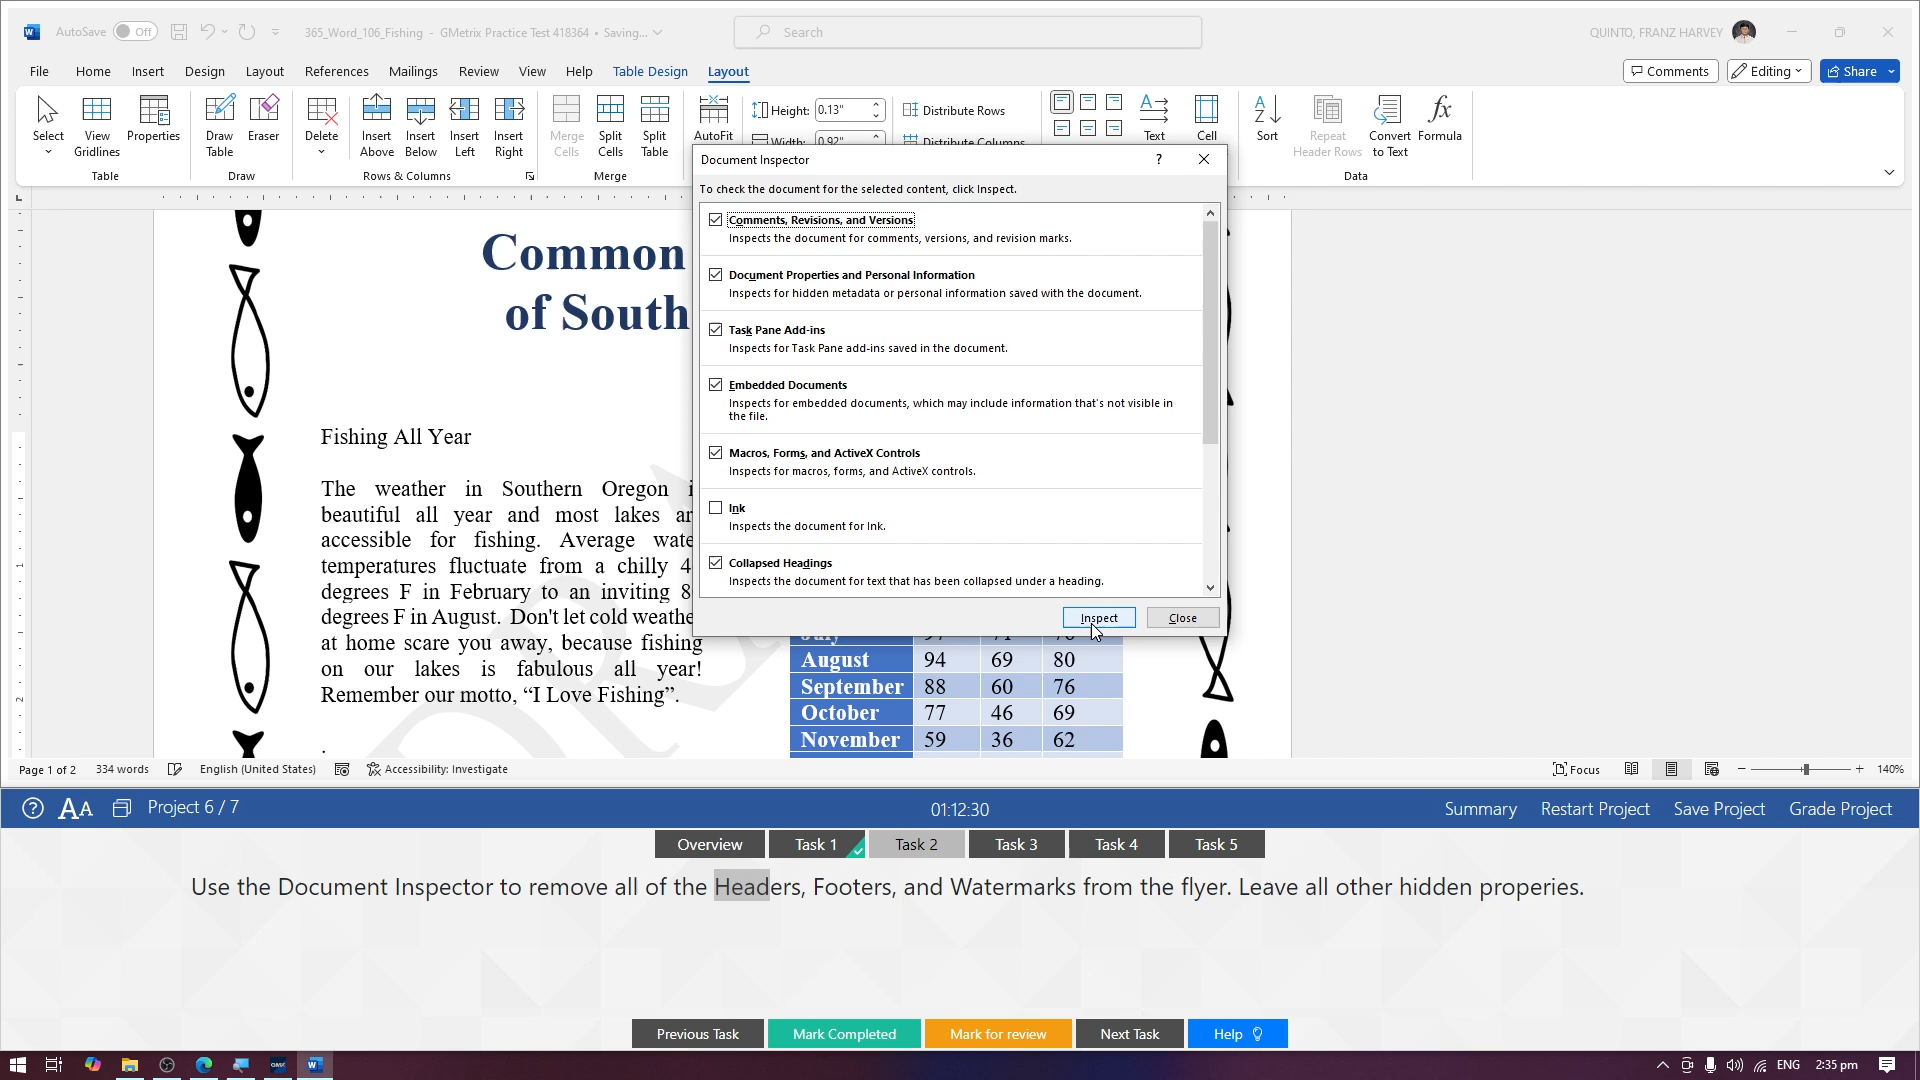 AutoSave Off 365_Word_106_Fishing - GMetrix Practice Test 418364 • Saving... Search QUINTO, FRANZ HARVEY
File Home Insert Design Layout References Mailings Review View Help Table Design Layout Comments Editing Share
Select View Gridlines Properties Draw Table Eraser Delete Insert Above Insert Below Insert Left Insert Right Merge Cells Split Cells Split Table AutoFit Height: 0.13" Distribute Rows Text Cell Sort Repeat Header Rows Convert to Text Formula
Width: 0.92" Distribute Columns
Table Draw Rows & Columns Merge Data
Document Inspector ?
To check the document for the selected content, click Inspect.
Comments, Revisions, and Versions
Inspects the document for comments, versions, and revision marks.
Document Properties and Personal Information
Inspects for hidden metadata or personal information saved with the document.
Task Pane Add-ins
Inspects for Task Pane add-ins saved in the document.
Embedded Documents
Inspects for embedded documents, which may include information that's not visible in
the file.
Macros, Forms, and ActiveX Controls
Inspects for macros, forms, and ActiveX controls.
Ink
Inspects the document for Ink.
Collapsed Headings
Inspects the document for text that has been collapsed under a heading.
Inspect Close
Common
of South
Fishing All Year
The weather in Southern Oregon
beautiful all year and most lakes
accessible for fishing. Average
temperatures fluctuate from a chilly
degrees F in February to an inviting
degrees F in August. Don't let cold
at home scare you away, because fishing
on our lakes is fabulous all year!
Remember our motto, “I Love Fishing”.
.
July 97 71 78
August 94 69 80
September 88 60 76
October 77 46 69
November 59 36 62
Page 1 of 2 334 words English (United States) Accessibility: Investigate Focus 140%
Project 6 / 7 01:12:30 Summary Restart Project Save Project Grade Project
Overview Task 1 Task 2 Task 3 Task 4 Task 5
Use the Document Inspector to remove all of the Headers, Footers, and Watermarks from the flyer. Leave all other hidden properies.
Previous Task Mark Completed Mark for review Next Task Help
ENG 2:35 pm